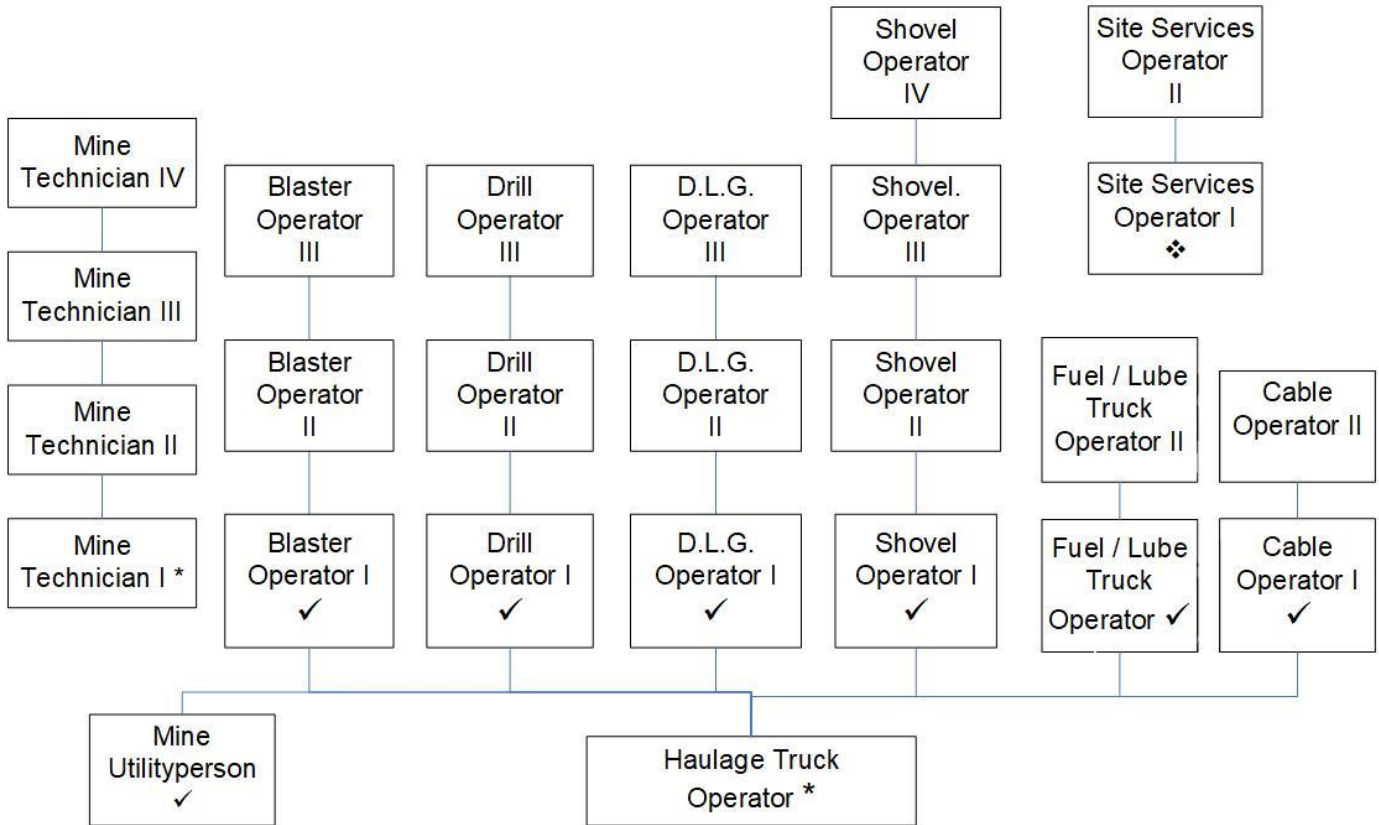 Shovel
Operator
IV
Site Services
Operator
II
Mine
Technician IV
Blaster
Operator
III
Drill
Operator
III
D.L.G.
Operator
III
Shovel.
Operator
III
Site Services
Operator I
❖
Mine
Technician III
Blaster
Operator
II
Drill
Operator
II
D.L.G.
Operator
II
Shovel
Operator
II
Fuel / Lube
Truck
Operator II
Cable
Operator II
Mine
Technician II
Mine
Technician I *
Blaster
Operator I
✓
Drill
Operator I
✓
D.L.G.
Operator I
✓
Shovel
Operator I
✓
Fuel / Lube
Truck
Operator ✓
Cable
Operator I
✓
Mine
Utilityperson
✓
Haulage Truck
Operator *